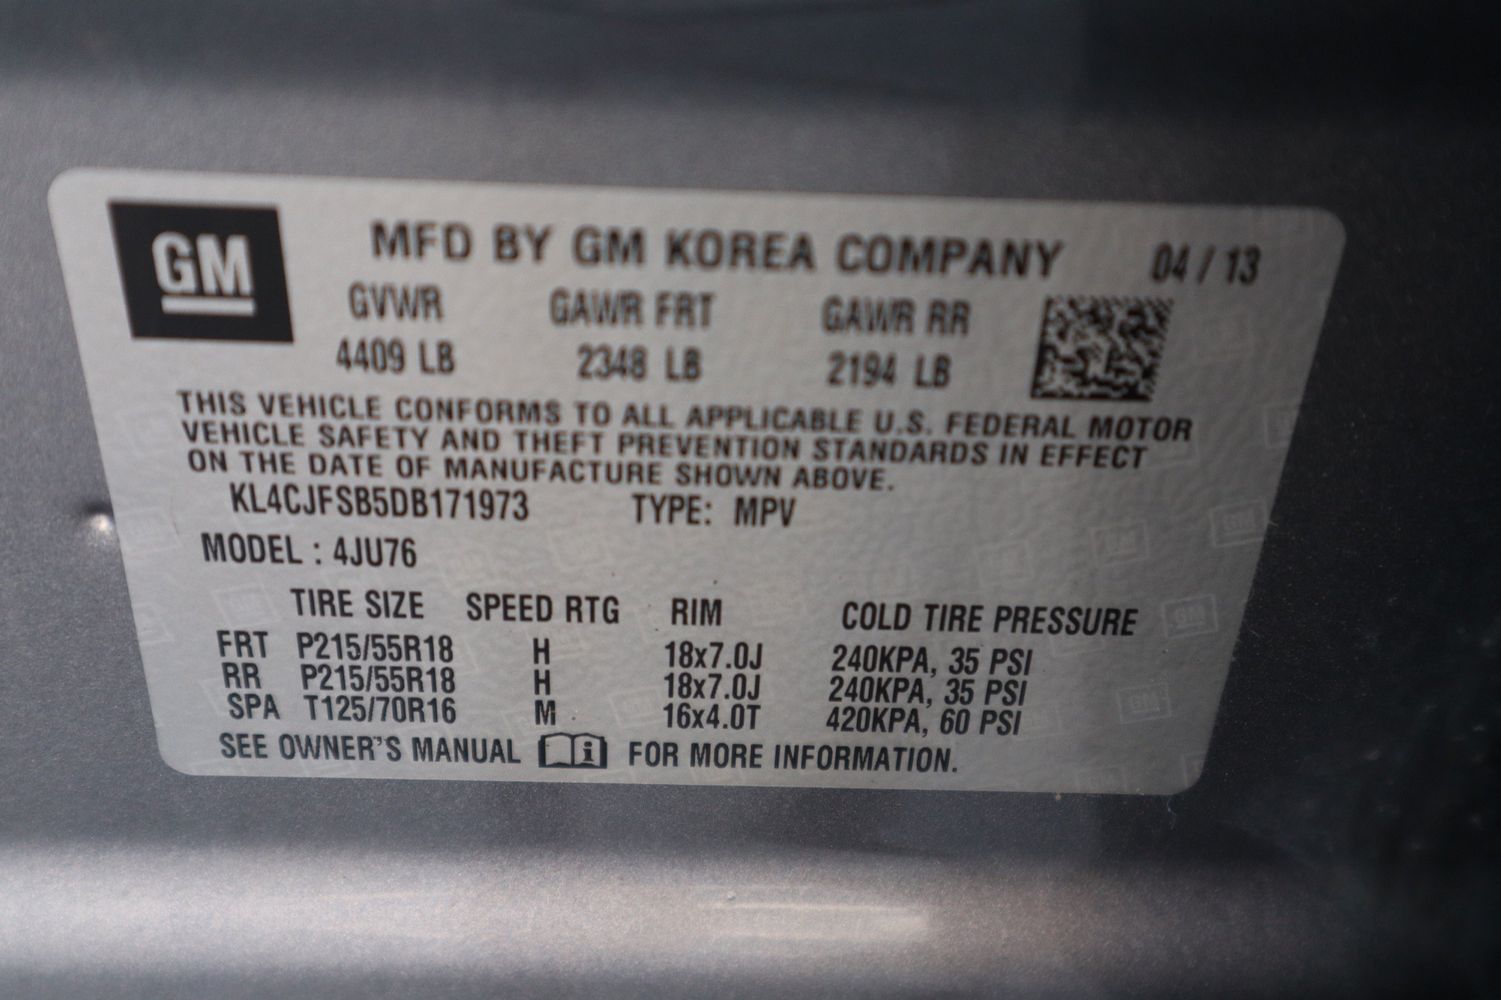 GM
MFD BY GM KOREA COMPANY 04 / 13
GVWR GAWR FRT GAWR RR
4409 LB 2348 LB 2194 LB
THIS VEHICLE CONFORMS TO ALL APPLICABLE U.S. FEDERAL MOTOR
VEHICLE SAFETY AND THEFT PREVENTION STANDARDS IN EFFECT
ON THE DATE OF MANUFACTURE SHOWN ABOVE.
KL4CJFSB5DB171973 TYPE: MPV
MODEL : 4JU76
TIRE SIZE SPEED RTG RIM COLD TIRE PRESSURE
FRT P215/55R18 H 18x7.0J 240KPA, 35 PSI
RR P215/55R18 H 18x7.0J 240KPA, 35 PSI
SPA T125/70R16 M 16x4.0T 420KPA, 60 PSI
SEE OWNER'S MANUAL i FOR MORE INFORMATION.